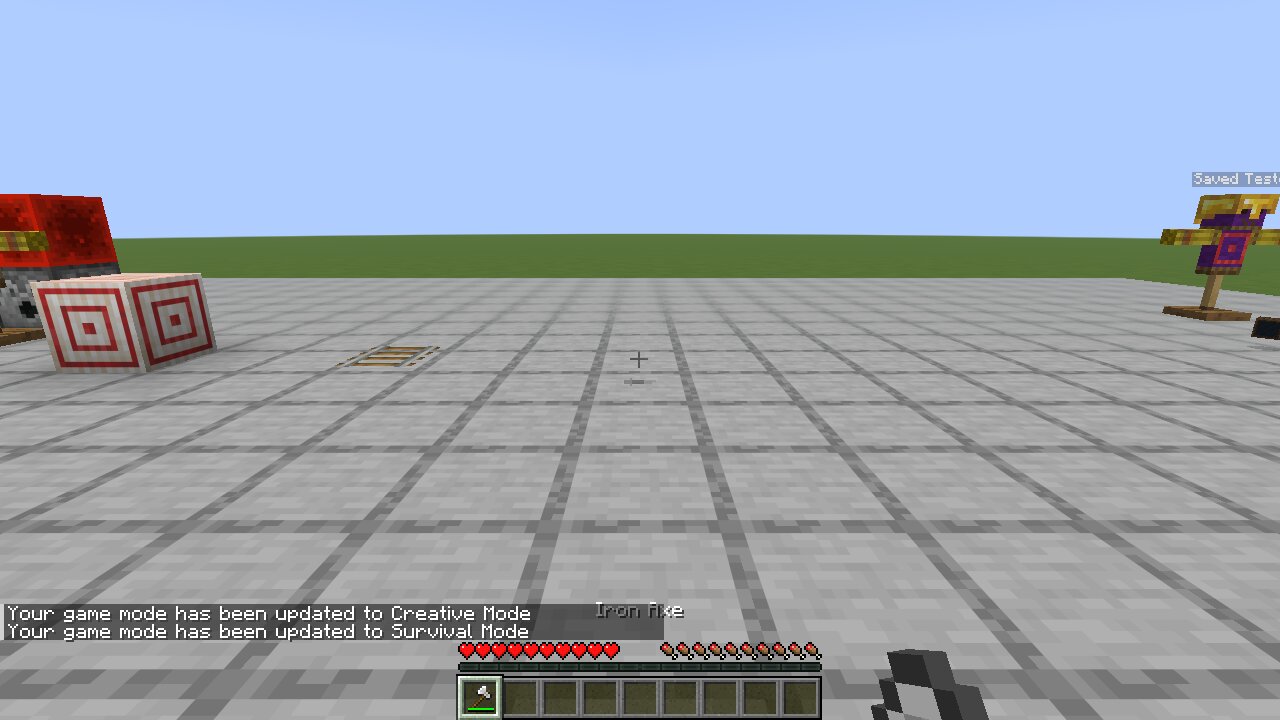 Saved Test
Your game mode has been updated to Creative Mode
Iron Axe
Your game mode has been updated to Survival Mode